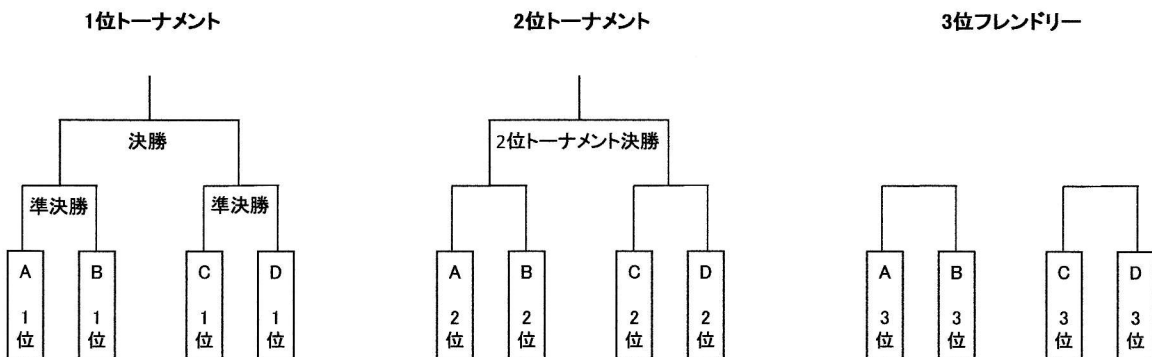 1位トーナメント
2位トーナメント
3位フレンドリー
決勝
2位トーナメント決勝
準決勝
準決勝
A 1位
B 1位
C 1位
D 1位
A 2位
B 2位
C 2位
D 2位
A 3位
B 3位
C 3位
D 3位